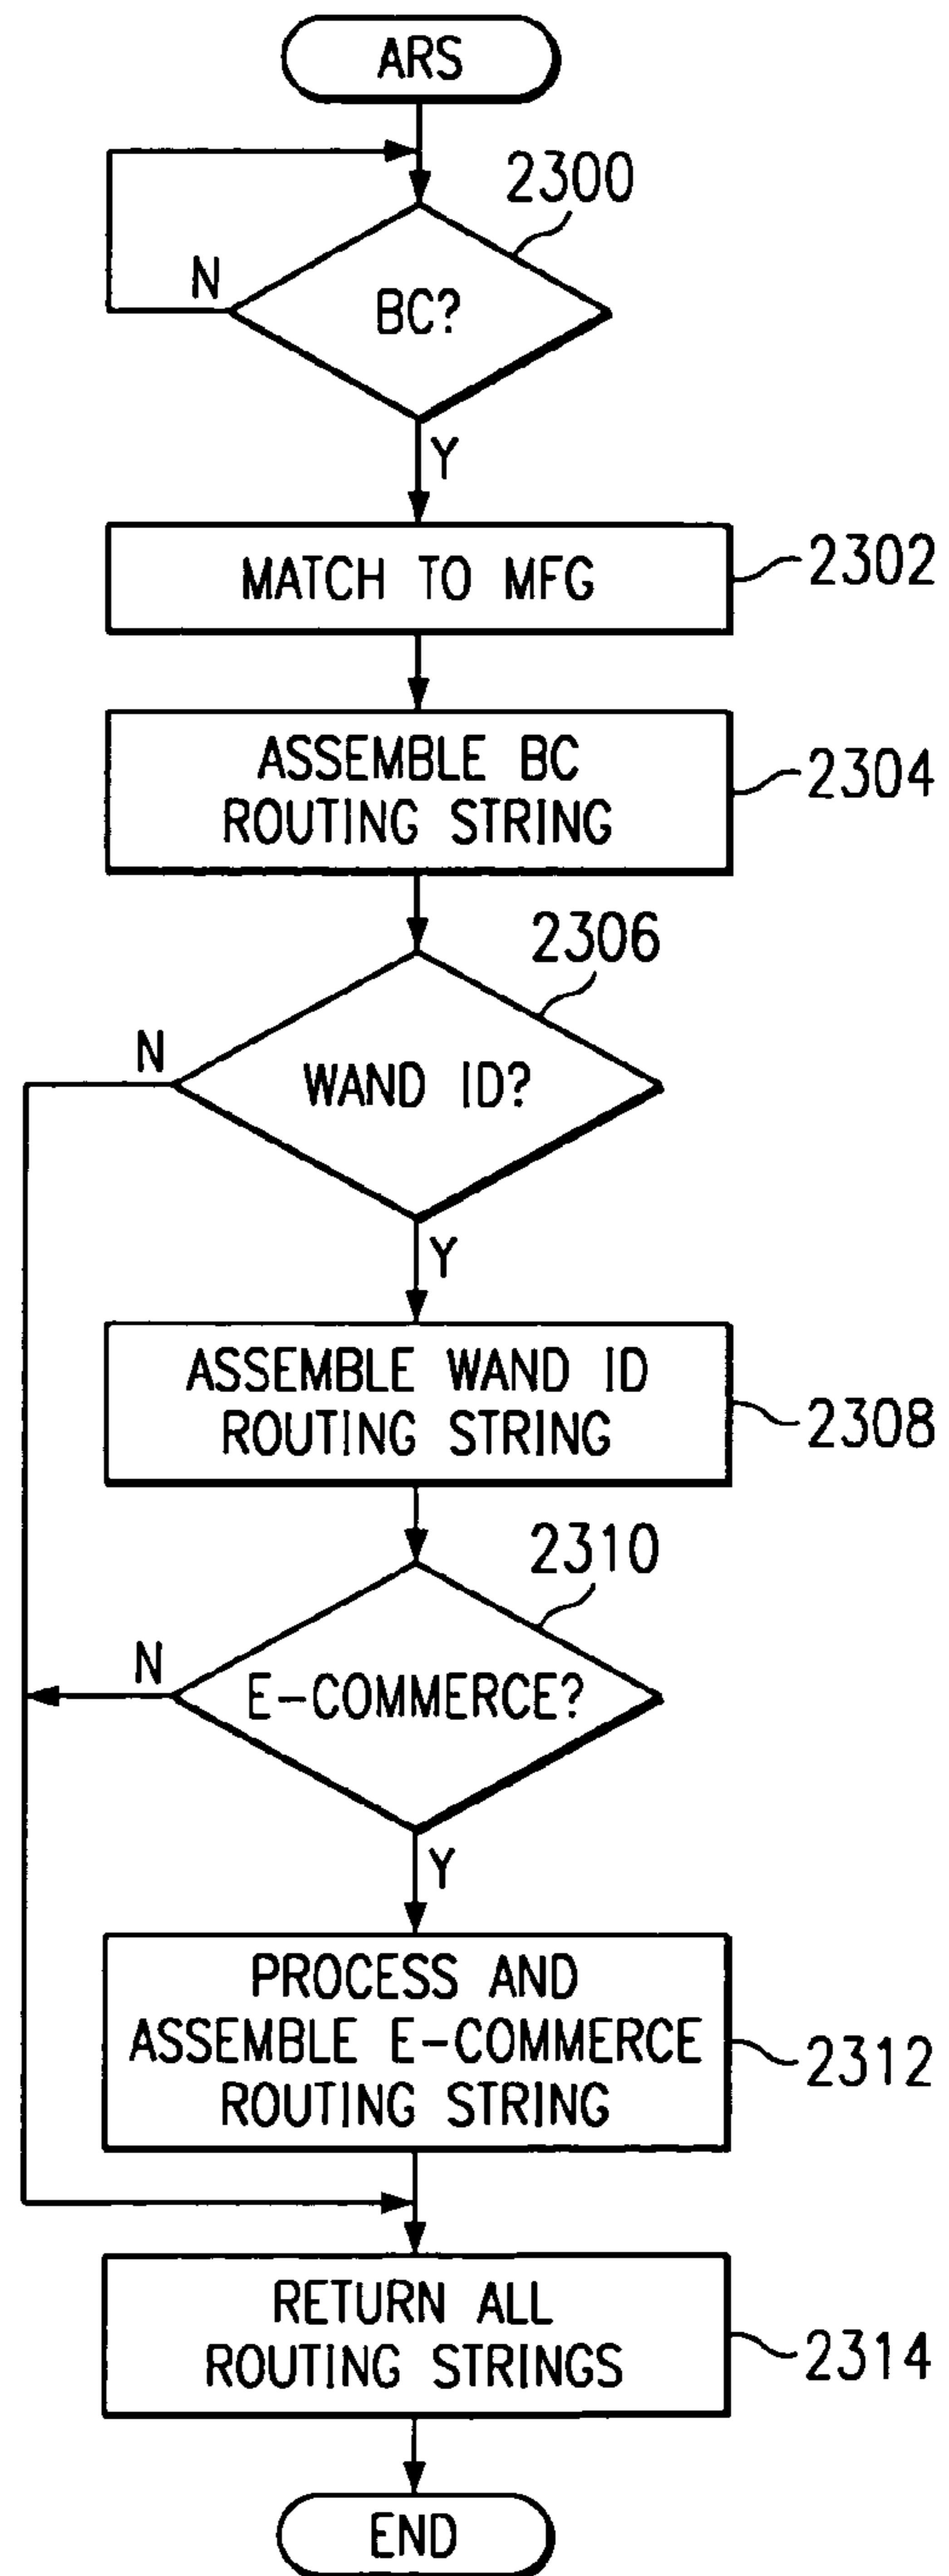 ARS
2300
N
BC?
Y
MATCH TO MFG
2302
ASSEMBLE BC
ROUTING STRING
2304
2306
N
WAND ID?
Y
ASSEMBLE WAND ID
ROUTING STRING
2308
2310
N
E-COMMERCE?
Y
PROCESS AND
ASSEMBLE E-COMMERCE
ROUTING STRING
2312
RETURN ALL
ROUTING STRINGS
2314
END